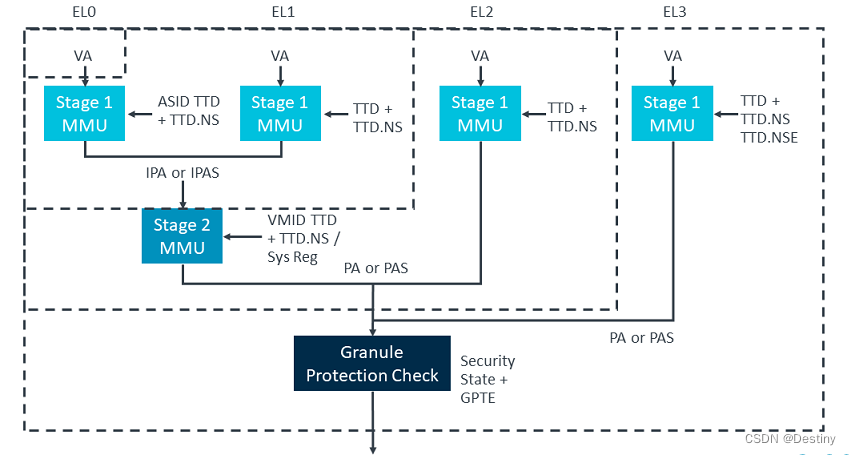 EL0
EL1
EL2
EL3
VA
VA
VA
VA
Stage 1
MMU
ASID TTD
+ TTD.NS
Stage 1
MMU
TTD +
TTD.NS
Stage 1
MMU
TTD +
TTD.NS
Stage 1
MMU
TTD +
TTD.NS
TTD.NSE
IPA or IPAS
Stage 2
MMU
VMID TTD
+ TTD.NS /
Sys Reg
PA or PAS
PA or PAS
Granule
Protection Check
Security
State +
GPTE
CSDN @Destiny